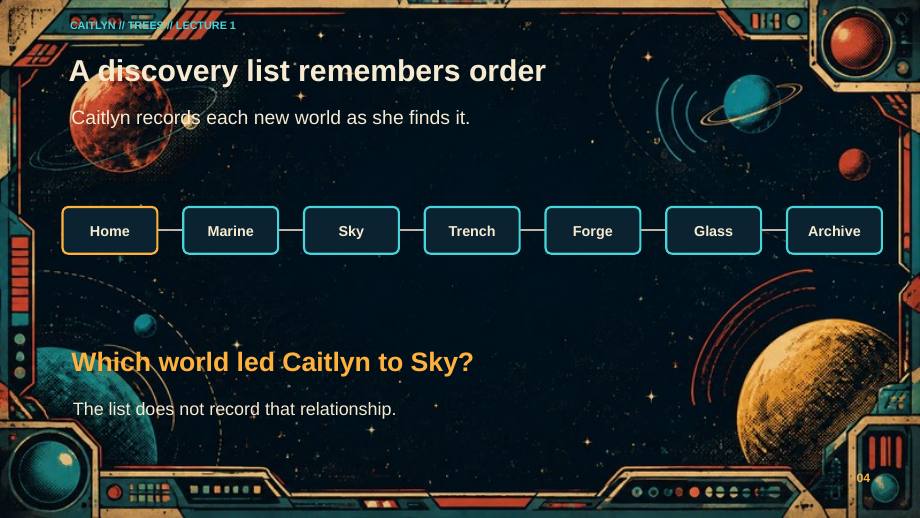 CAITLYN // TREES // LECTURE 1
A discovery list remembers order
Caitlyn records each new world as she finds it.
Home Marine Sky Trench Forge Glass Archive
Which world led Caitlyn to Sky?
The list does not record that relationship.
04